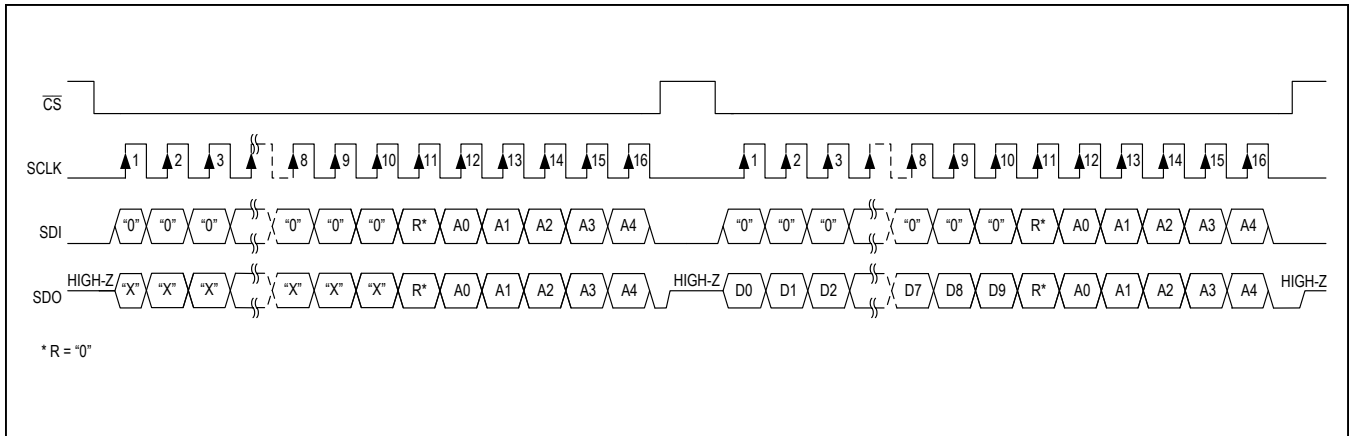 CS
SCLK 1 2 3 8 9 10 11 12 13 14 15 16 1 2 3 8 9 10 11 12 13 14 15 16
SDI “0” “0” “0” “0” “0” “0” R* A0 A1 A2 A3 A4 “0” “0” “0” “0” “0” “0” R* A0 A1 A2 A3 A4
SDO HIGH-Z “X” “X” “X” “X” “X” “X” R* A0 A1 A2 A3 A4 HIGH-Z D0 D1 D2 D7 D8 D9 R* A0 A1 A2 A3 A4 HIGH-Z
* R = “0”